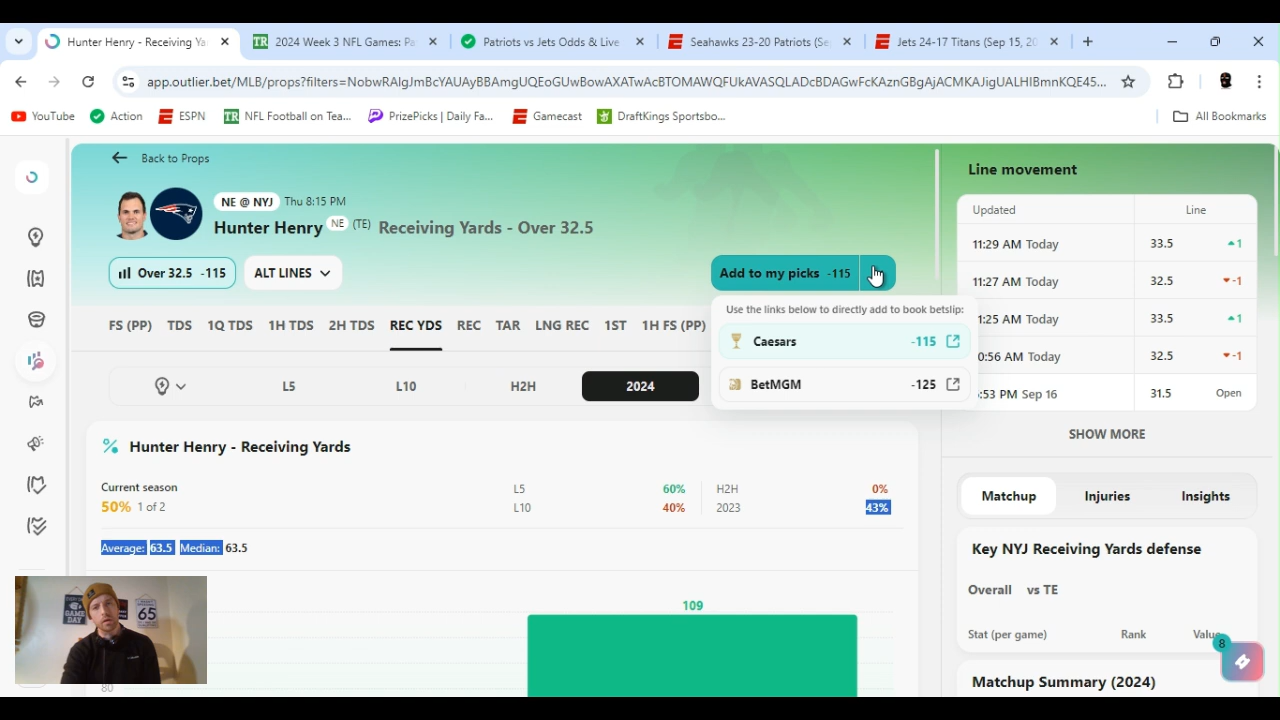 Hunter Henry - Receiving Ya
2024 Week 3 NFL Games: Pa
Patriots vs Jets Odds & Live
Seahawks 23-20 Patriots (Se
Jets 24-17 Titans (Sep 15, 20
app.outlier.bet/MLB/props?filters=NobwRAlgJmBcYAUAyBBAmgUQEoGUwBowAXATwAcBTOMAWQFUkAVASQLADcBDAGwFcKAznGBgAjACMKAJigUALHIBmnKQE45...
YouTube
Action
ESPN
NFL Football on Tea...
PrizePicks | Daily Fa...
Gamecast
DraftKings Sportsbo...
All Bookmarks
Back to Props
NE @ NYJ Thu 8:15 PM
Hunter Henry NE (TE) Receiving Yards - Over 32.5
Over 32.5 -115
ALT LINES
Add to my picks -115
Use the links below to directly add to book betslip:
Caesars -115
BetMGM -125
FS (PP) TDS 1Q TDS 1H TDS 2H TDS REC YDS REC TAR LNG REC 1ST 1H FS (PP)
L5 L10 H2H 2024
Hunter Henry - Receiving Yards
Current season
50% 1 of 2
L5 60% H2H 0%
L10 40% 2023 43%
Average: 63.5 Median: 63.5
109
80
GAME DAY
65
Line movement
Updated Line
11:29 AM Today 33.5 1
11:27 AM Today 32.5 -1
:25 AM Today 33.5 1
0:56 AM Today 32.5 -1
:53 PM Sep 16 31.5 Open
SHOW MORE
Matchup Injuries Insights
Key NYJ Receiving Yards defense
Overall vs TE
Stat (per game) Rank Value
8
Matchup Summary (2024)